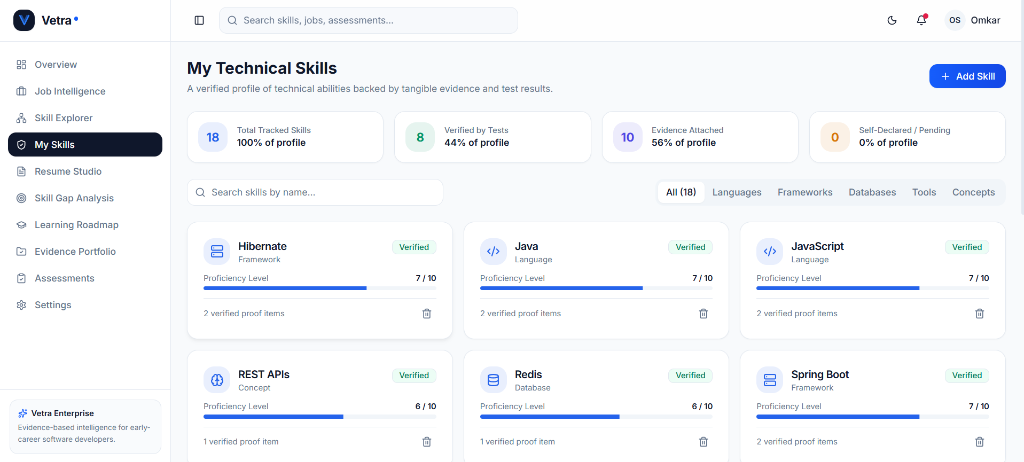 Vetra
Search skills, jobs, assessments...
OS
Omkar
Overview
Job Intelligence
Skill Explorer
My Skills
Resume Studio
Skill Gap Analysis
Learning Roadmap
Evidence Portfolio
Assessments
Settings
Vetra Enterprise
Evidence-based intelligence for early-
career software developers.
My Technical Skills
A verified profile of technical abilities backed by tangible evidence and test results.
+ Add Skill
18
Total Tracked Skills
100% of profile
8
Verified by Tests
44% of profile
10
Evidence Attached
56% of profile
0
Self-Declared / Pending
0% of profile
Search skills by name...
All (18)
Languages
Frameworks
Databases
Tools
Concepts
Hibernate
Framework
Verified
Proficiency Level
7 / 10
2 verified proof items
Java
Language
Verified
Proficiency Level
7 / 10
2 verified proof items
JavaScript
Language
Verified
Proficiency Level
7 / 10
2 verified proof items
REST APIs
Concept
Verified
Proficiency Level
6 / 10
1 verified proof item
Redis
Database
Verified
Proficiency Level
6 / 10
1 verified proof item
Spring Boot
Framework
Verified
Proficiency Level
7 / 10
2 verified proof items